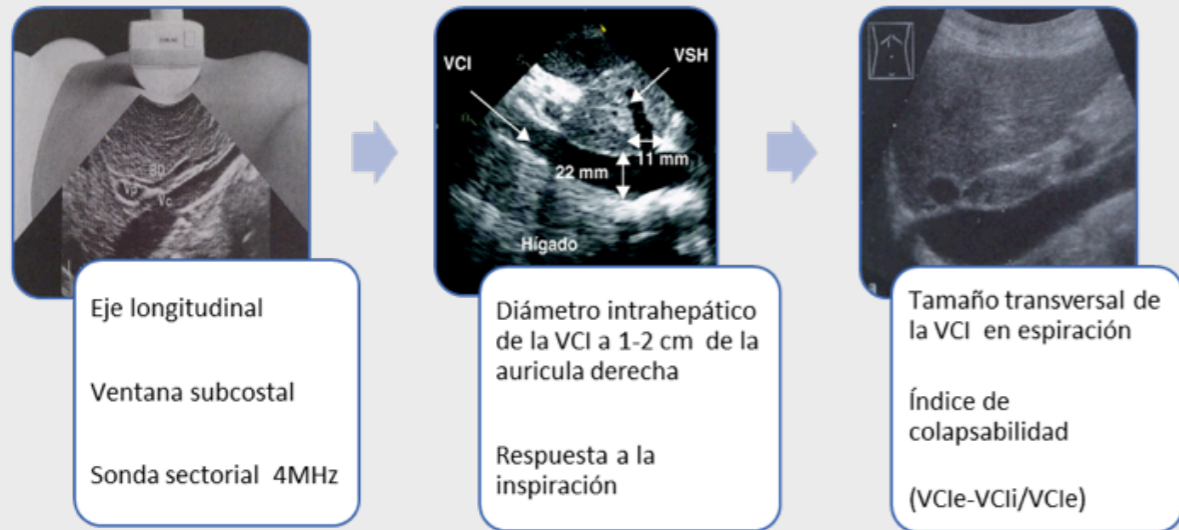 BD
Vp
Vc
VCI
VSH
11 mm
22 mm
Hígado
a
Eje longitudinal
Ventana subcostal
Sonda sectorial 4MHz
Diámetro intrahepático
de la VCI a 1-2 cm de la
auricula derecha
Respuesta a la
inspiración
Tamaño transversal de
la VCI en espiración
Índice de
colapsabilidad
(VCIe-VCIi/VCIe)